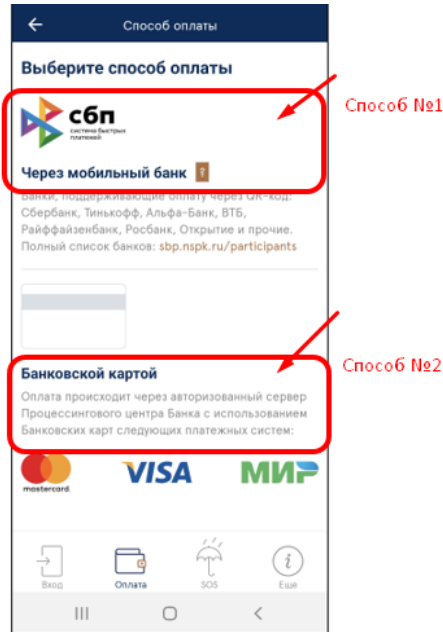 Способ оплаты
Выберите способ оплаты
сбп
система быстрых
платежей
Способ №1
Через мобильный банк
Банки, поддерживающие оплату через QR-код:
Сбербанк, Тинькофф, Альфа-Банк, ВТБ,
Райффайзенбанк, Росбанк, Открытие и прочие.
Полный список банков: sbp.nspk.ru/participants
Способ №2
Банковской картой
Оплата происходит через авторизованный сервер
Процессингового центра Банка с использованием
Банковских карт следующих платежных систем:
mastercard.
VISA
МИР
Вход
Оплата
SOS
Еще